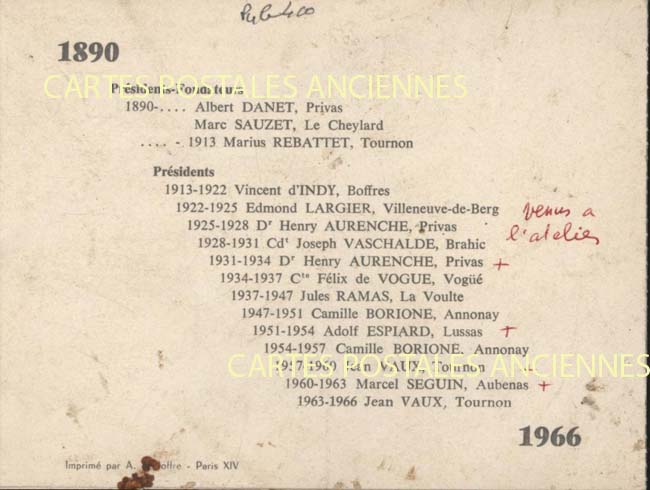 1890
CARTES POSTALES ANCIENNES
Présidents-Fondateurs
1890-.... Albert DANET, Privas
Marc SAUZET, Le Cheylard
.... - 1913 Marius REBATTET, Tournon
Présidents
1913-1922 Vincent d'INDY, Boffres
1922-1925 Edmond LARGIER, Villeneuve-de-Berg
venus a
l'atelier
1925-1928 Dr Henry AURENCHE, Privas
1928-1931 Cdt Joseph VASCHALDE, Brahic
1931-1934 Dr Henry AURENCHE, Privas +
1934-1937 Cte Félix de VOGUE, Vogüé
1937-1947 Jules RAMAS, La Voulte
1947-1951 Camille BORIONE, Annonay
1951-1954 Adolf ESPIARD, Lussas +
1954-1957 Camille BORIONE, Annonay
CARTES POSTALES ANCIENNES
1957-1960 Jean VAUX, Tournon
1960-1963 Marcel SEGUIN, Aubenas +
1963-1966 Jean VAUX, Tournon
1966
Imprimé par A. - Paris XIV